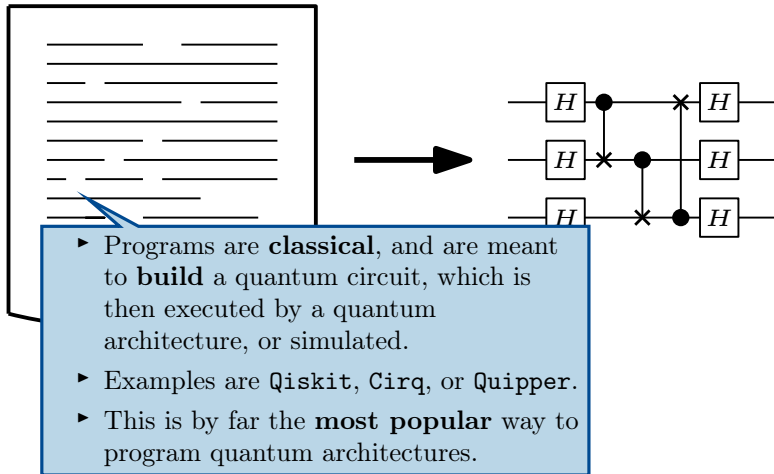 H H
H H
H H
▸ Programs are classical, and are meant
to build a quantum circuit, which is
then executed by a quantum
architecture, or simulated.
▸ Examples are Qiskit, Cirq, or Quipper.
▸ This is by far the most popular way to
program quantum architectures.